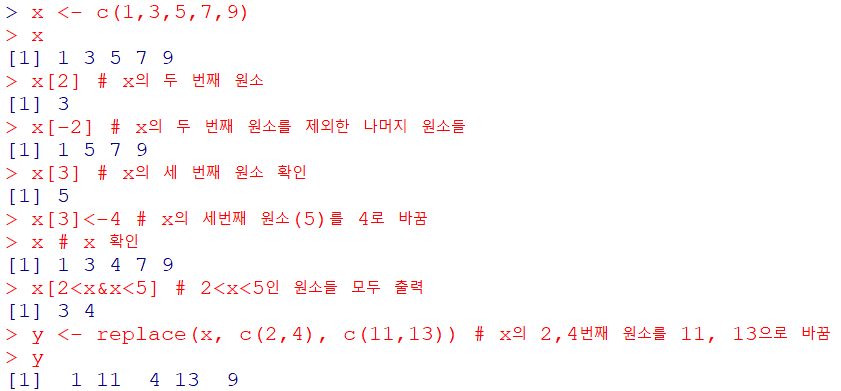 > x <- c(1,3,5,7,9)
> x
[1] 1 3 5 7 9
> x[2] # x의 두 번째 원소
[1] 3
> x[-2] # x의 두 번째 원소를 제외한 나머지 원소들
[1] 1 5 7 9
> x[3] # x의 세 번째 원소 확인
[1] 5
> x[3]<-4 # x의 세번째 원소(5)를 4로 바꿈
> x # x 확인
[1] 1 3 4 7 9
> x[2<x&x<5] # 2<x<5인 원소들 모두 출력
[1] 3 4
> y <- replace(x, c(2,4), c(11,13)) # x의 2,4번째 원소를 11, 13으로 바꿈
> y
[1]  1 11  4 13  9